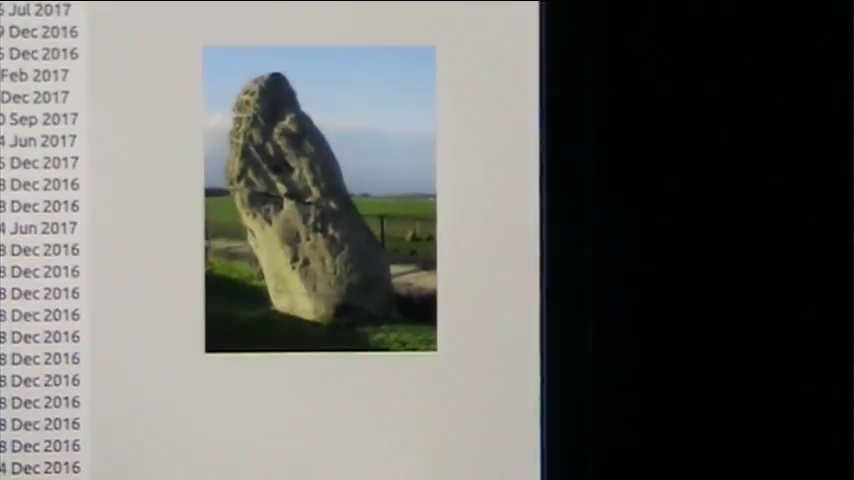 6 Jul 2017
9 Dec 2016
5 Dec 2016
Feb 2017
Dec 2017
0 Sep 2017
4 Jun 2017
5 Dec 2017
8 Dec 2016
8 Dec 2016
4 Jun 2017
8 Dec 2016
8 Dec 2016
8 Dec 2016
8 Dec 2016
8 Dec 2016
8 Dec 2016
8 Dec 2016
8 Dec 2016
8 Dec 2016
8 Dec 2016
4 Dec 2016